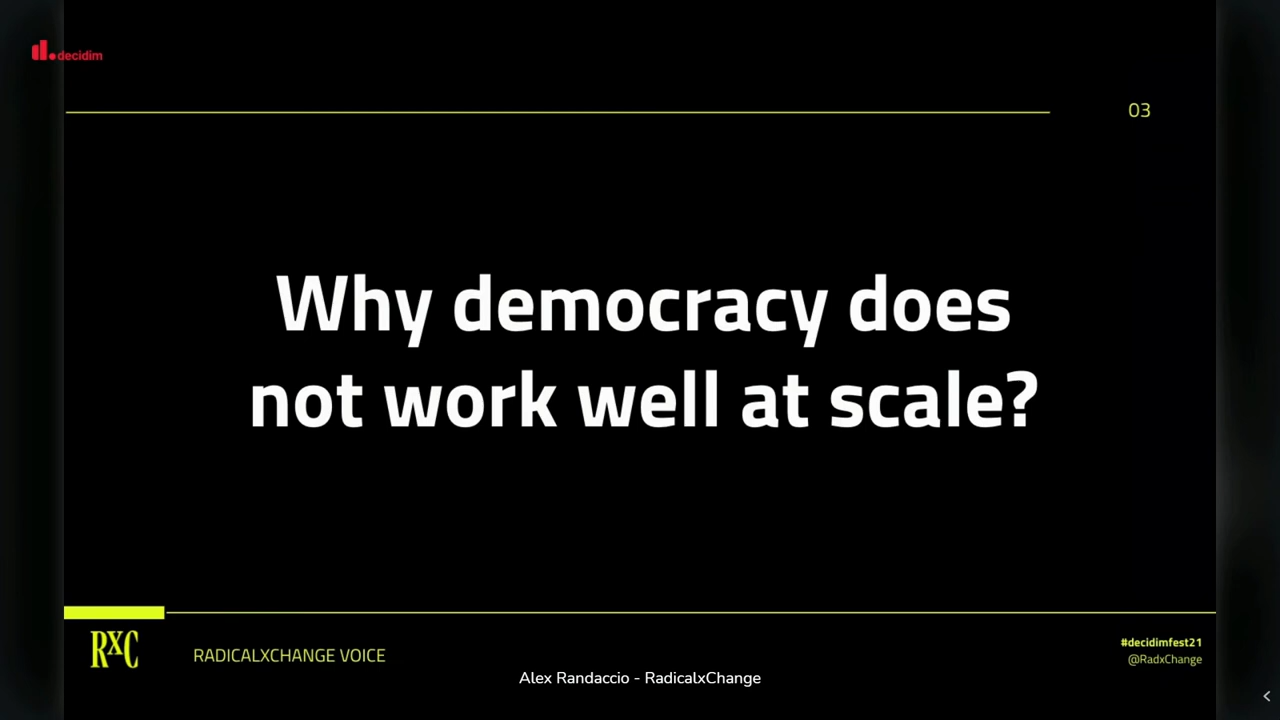 decidim
03
Why democracy does
not work well at scale?
RXC
RADICALXCHANGE VOICE
#decidimfest21
@RadxChange
Alex Randaccio - RadicalxChange